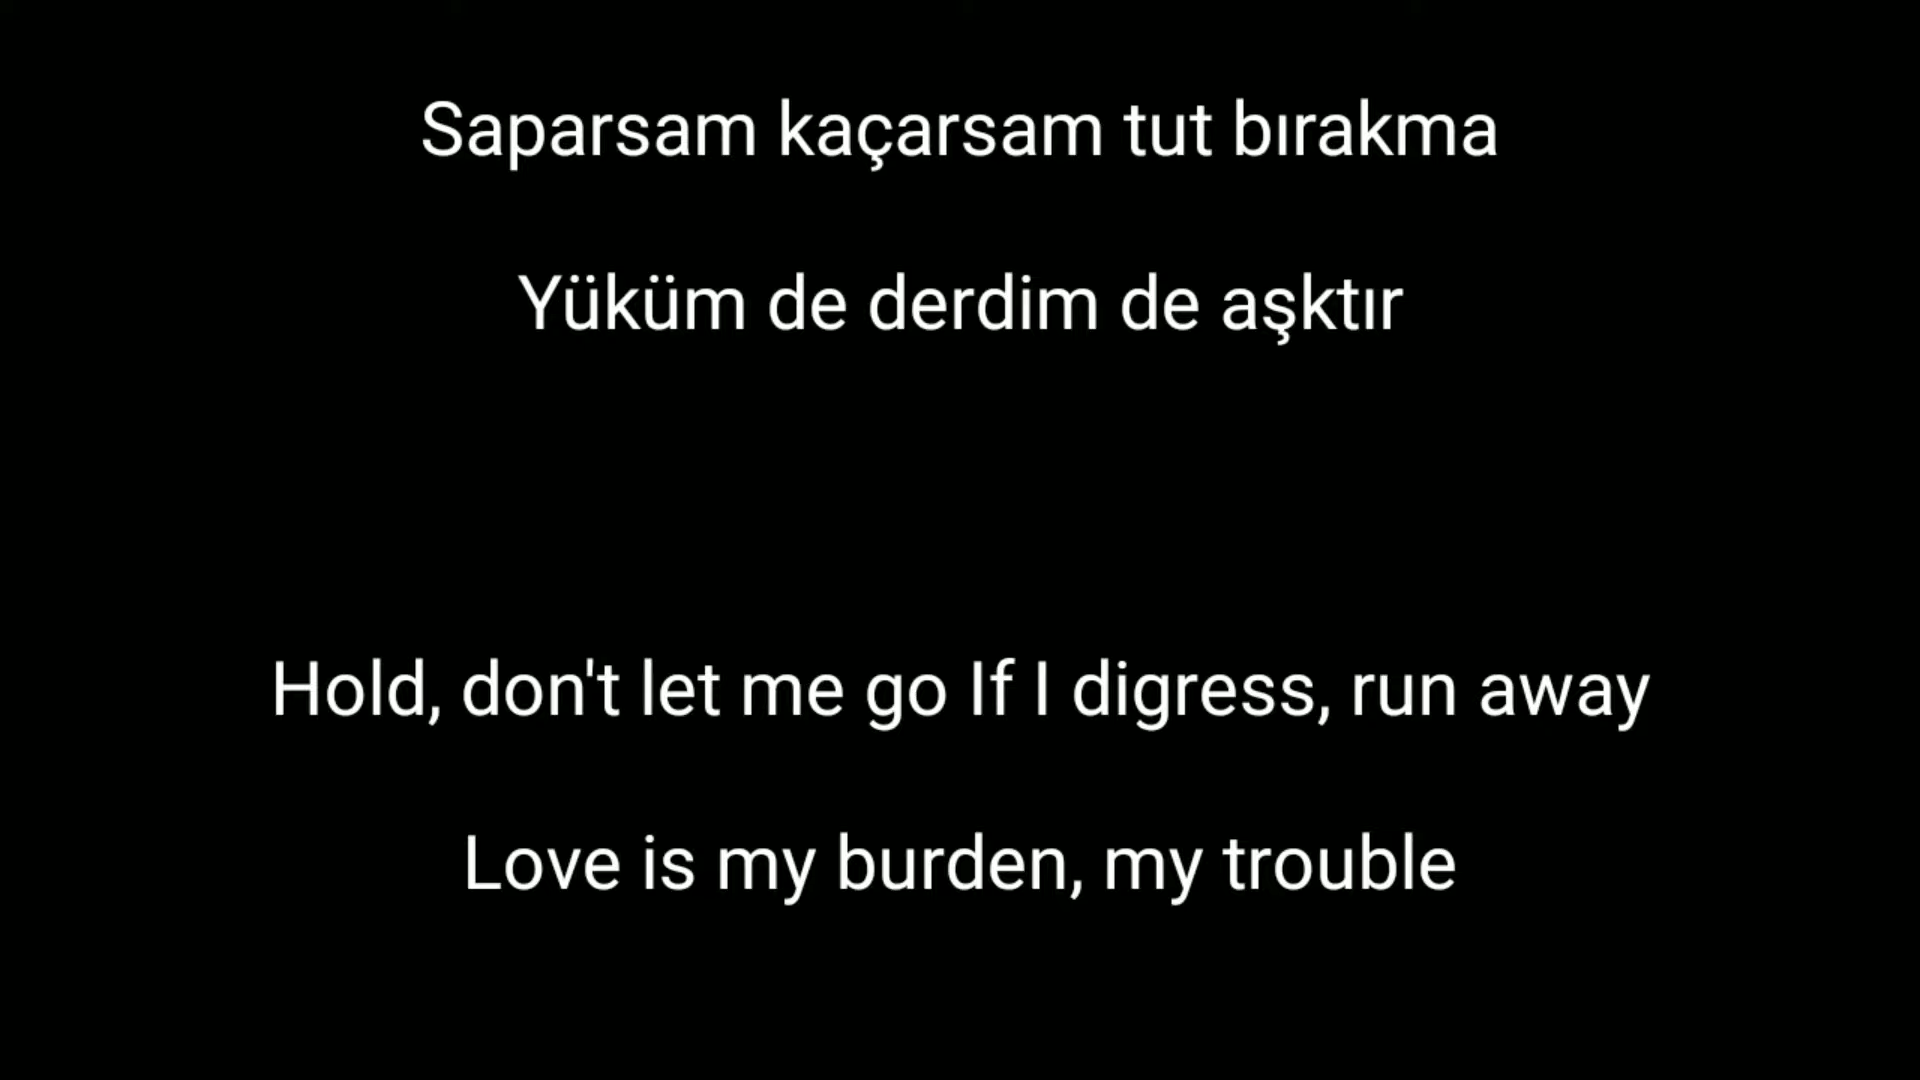 Saparsam kaçarsam tut bırakma
Yüküm de derdim de aşktır
Hold, don't let me go If I digress, run away
Love is my burden, my trouble